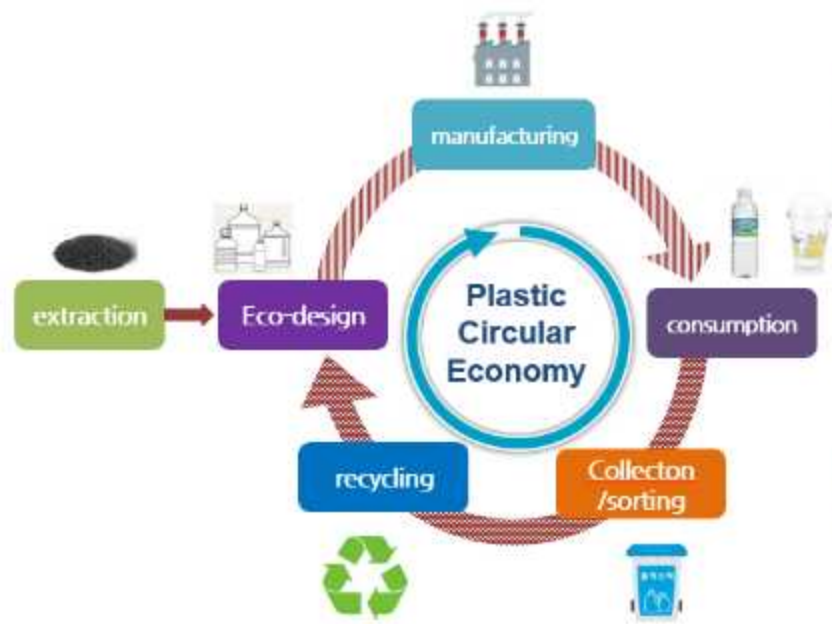 manufacturing
extraction
Eco-design
Plastic
Circular
Economy
consumption
recycling
Collecton
/sorting